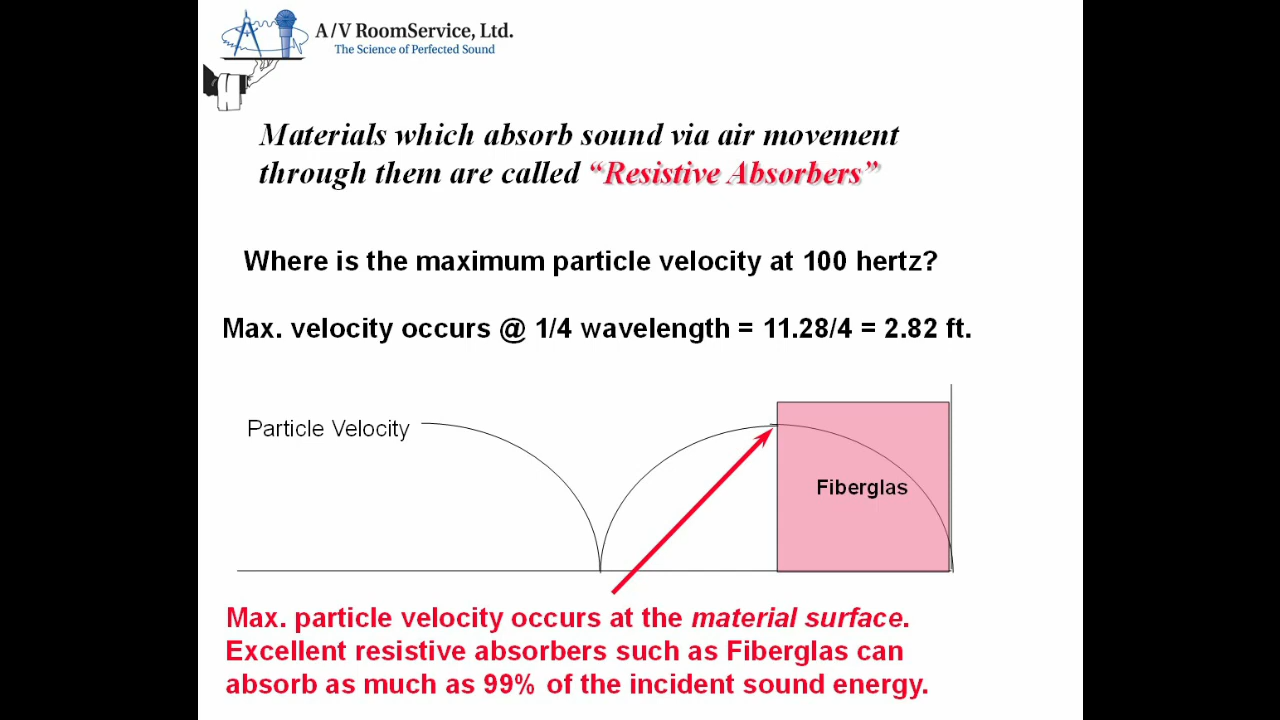 A/V RoomService, Ltd.
The Science of Perfected Sound
Materials which absorb sound via air movement
through them are called “Resistive Absorbers”
Where is the maximum particle velocity at 100 hertz?
Max. velocity occurs @ 1/4 wavelength = 11.28/4 = 2.82 ft.
Particle Velocity
Fiberglas
Max. particle velocity occurs at the material surface.
Excellent resistive absorbers such as Fiberglas can
absorb as much as 99% of the incident sound energy.